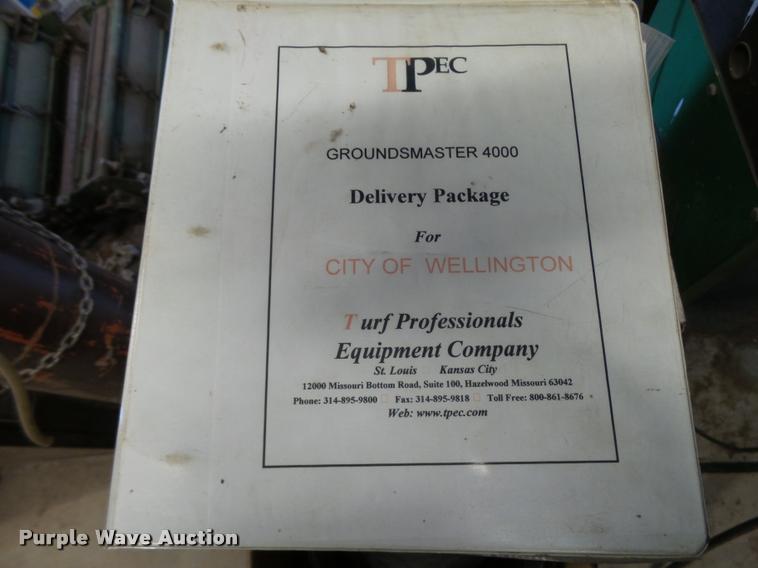 TPEC
GROUNDSMASTER 4000
Delivery Package
For
CITY OF WELLINGTON
Turf Professionals
Equipment Company
St. Louis Kansas City
12000 Missouri Bottom Road, Suite 100, Hazelwood Missouri 63042
Phone: 314-895-9800 Fax: 314-895-9818 Toll Free: 800-861-8676
Web: www.tpec.com
Purple Wave Auction